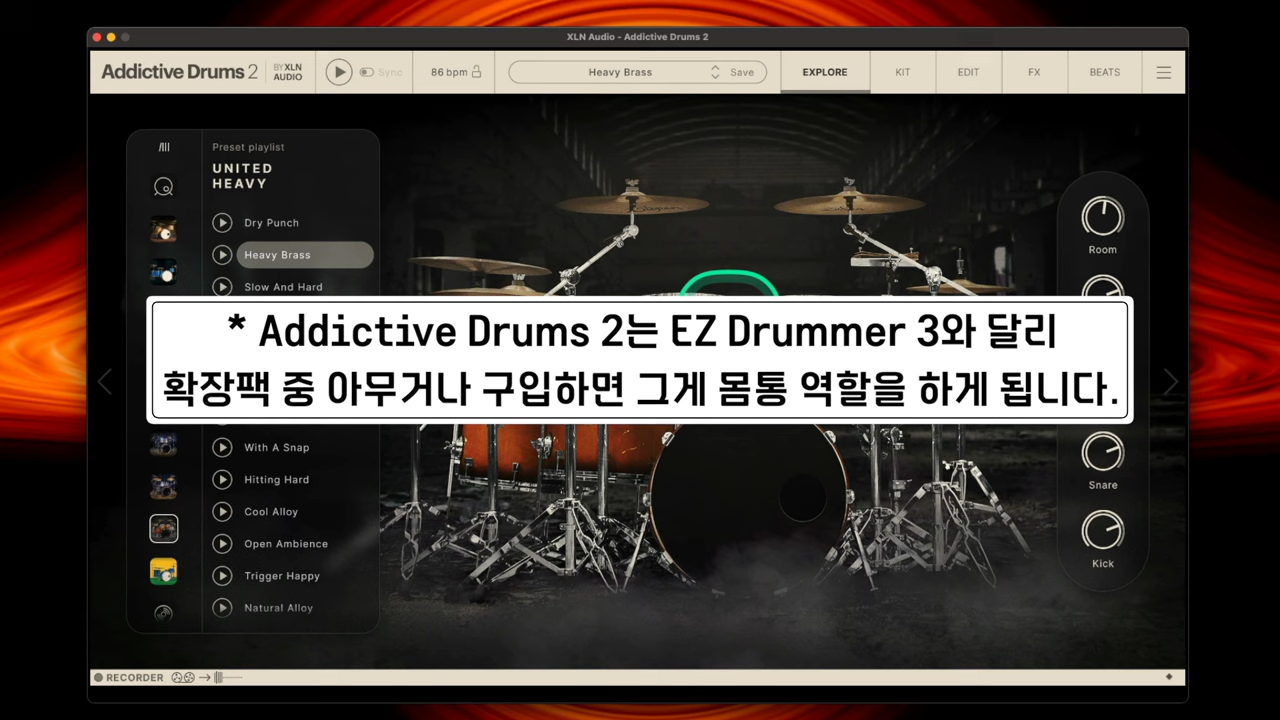 XLN Audio - Addictive Drums 2
Addictive Drums 2 BY XLN AUDIO
Sync
86 bpm
Heavy Brass
Save
EXPLORE
KIT
EDIT
FX
BEATS
Preset playlist
UNITED
HEAVY
Dry Punch
Heavy Brass
Slow And Hard
Room
* Addictive Drums 2는 EZ Drummer 3와 달리
확장팩 중 아무거나 구입하면 그게 몸통 역할을 하게 됩니다.
With A Snap
Hitting Hard
Cool Alloy
Open Ambience
Trigger Happy
Natural Alloy
Snare
Kick
RECORDER